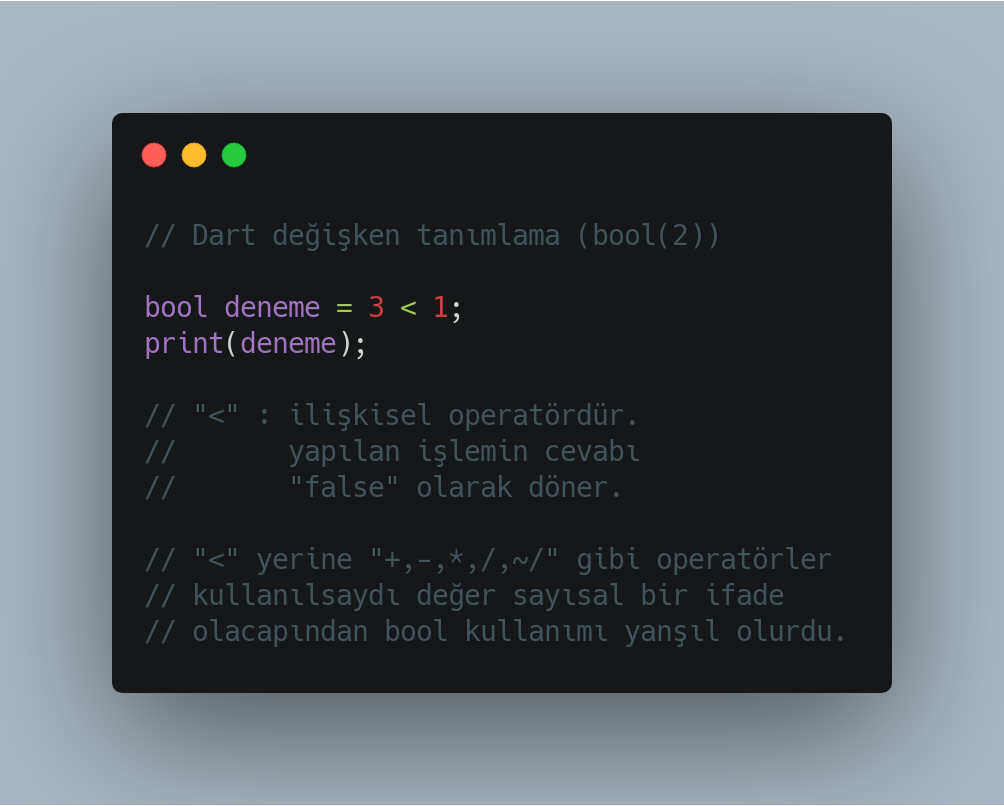 // Dart değişken tanımlama (bool(2))
bool deneme = 3 < 1;
print(deneme);
// "<" : ilişkisel operatördür.
//       yapılan işlemin cevabı
//       "false" olarak döner.
// "<" yerine "+,-,*,/,~/" gibi operatörler
// kullanılsaydı değer sayısal bir ifade
// olacapından bool kullanımı yanşıl olurdu.